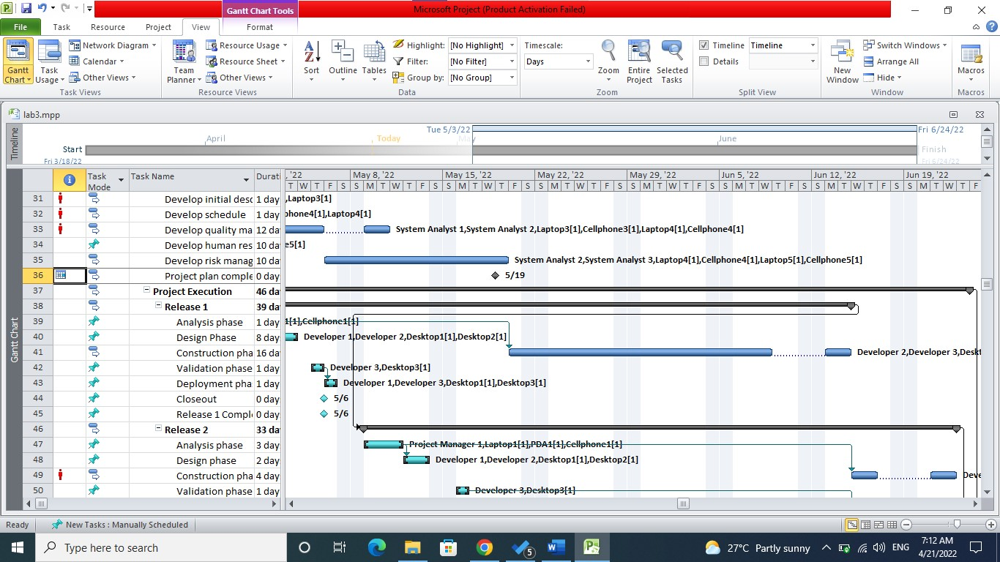 Gantt Chart Tools
Microsoft Project (Product Activation Failed)
File Task Resource Project View Format
Gantt Chart
Task Usage
Network Diagram
Calendar
Other Views
Task Views
Team Planner
Resource Usage
Resource Sheet
Other Views
Resource Views
Sort
Outline
Tables
Highlight: [No Highlight]
Filter: [No Filter]
Group by: [No Group]
Data
Timescale:
Days
Zoom
Entire Project
Selected Tasks
Zoom
Timeline Timeline
Details
Split View
New Window
Switch Windows
Arrange All
Hide
Window
Macros
Macros
lab3.mpp
Timeline
Tue 5/3/22 Fri 6/24/22
April Today May June
Start Finish
Fri 3/18/22 Fri 6/24/22
Gantt Chart
Task Mode Task Name Durati
, '22 May 8, '22 May 15, '22 May 22, '22 May 29, '22 Jun 5, '22 Jun 12, '22 Jun 19, '22
T W T F S S M T W T F S S M T W T F S S M T W T F S S M T W T F S S M T W T F S S M T W T F S S M T W T F
31 Develop initial desc 1 day ,Laptop3[1]
32 Develop schedule 1 day phone4[1],Laptop4[1]
33 Develop quality ma 12 da System Analyst 1,System Analyst 2,Laptop3[1],Cellphone3[1],Laptop4[1],Cellphone4[1]
34 Develop human res 10 da e5[1]
35 Develop risk manag 10 da System Analyst 2,System Analyst 3,Laptop4[1],Cellphone4[1],Laptop5[1],Cellphone5[1]
36 Project plan comple 0 day 5/19
37 Project Execution 46 da
38 Release 1 39 da
39 Analysis phase 1 day 1[1],Cellphone1[1]
40 Design Phase 8 day Developer 1,Developer 2,Desktop1[1],Desktop2[1]
41 Construction pha 16 da Developer 2,Developer 3,Deskt
42 Validation phase 1 day Developer 3,Desktop3[1]
43 Deployment pha 1 day Developer 1,Developer 3,Desktop1[1],Desktop3[1]
44 Closeout 0 day 5/6
45 Release 1 Compl 0 day 5/6
46 Release 2 33 da
47 Analysis phase 3 day Project Manager 1,Laptop1[1],PDA1[1],Cellphone1[1]
48 Design phase 2 day Developer 1,Developer 2,Desktop1[1],Desktop2[1]
49 Construction pha 4 day Deve
50 Validation phase 1 day Developer 3,Desktop3[1]
Ready New Tasks : Manually Scheduled
Type here to search
5
27°C Partly sunny
ENG
7:12 AM
4/21/2022